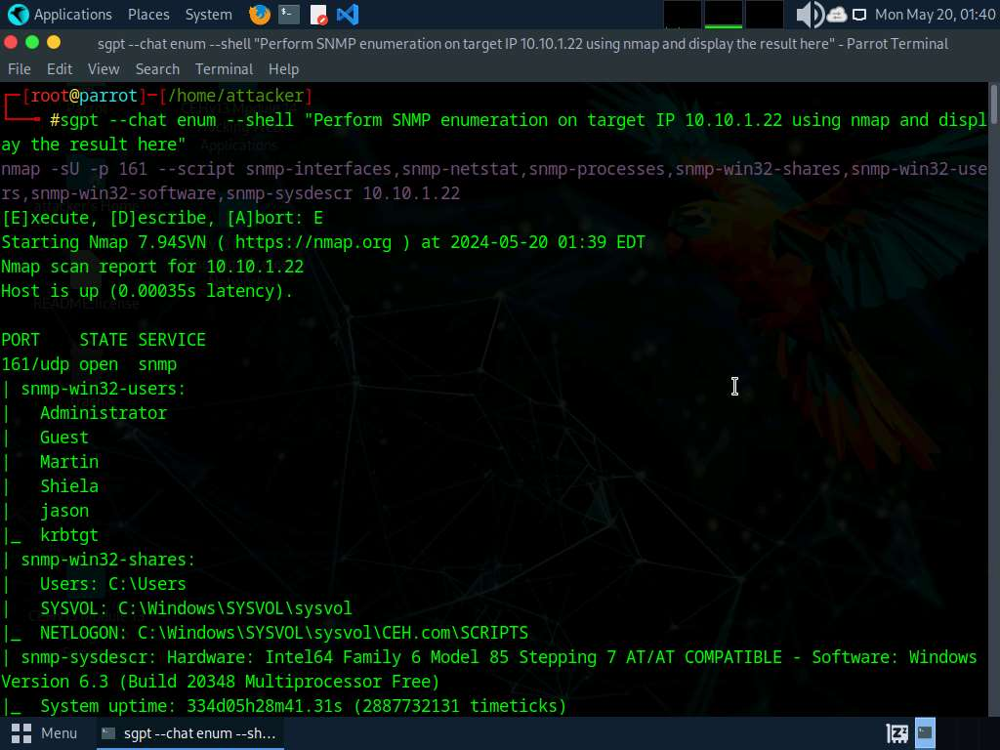 Applications Places System Mon May 20, 01:40
sgpt --chat enum --shell "Perform SNMP enumeration on target IP 10.10.1.22 using nmap and display the result here" - Parrot Terminal
File Edit View Search Terminal Help
┌─[root@parrot]─[/home/attacker]
└──╼ #sgpt --chat enum --shell "Perform SNMP enumeration on target IP 10.10.1.22 using nmap and displ
ay the result here"
nmap -sU -p 161 --script snmp-interfaces,snmp-netstat,snmp-processes,snmp-win32-shares,snmp-win32-use
rs,snmp-win32-software,snmp-sysdescr 10.10.1.22
[E]xecute, [D]escribe, [A]bort: E
Starting Nmap 7.94SVN ( https://nmap.org ) at 2024-05-20 01:39 EDT
Nmap scan report for 10.10.1.22
Host is up (0.00035s latency).
PORT    STATE SERVICE
161/udp open  snmp
| snmp-win32-users:
|   Administrator
|   Guest
|   Martin
|   Shiela
|   jason
|_  krbtgt
| snmp-win32-shares:
|   Users: C:\Users
|   SYSVOL: C:\Windows\SYSVOL\sysvol
|_  NETLOGON: C:\Windows\SYSVOL\sysvol\CEH.com\SCRIPTS
| snmp-sysdescr: Hardware: Intel64 Family 6 Model 85 Stepping 7 AT/AT COMPATIBLE - Software: Windows
Version 6.3 (Build 20348 Multiprocessor Free)
|_  System uptime: 334d05h28m41.31s (2887732131 timeticks)
Menu sgpt --chat enum --sh...